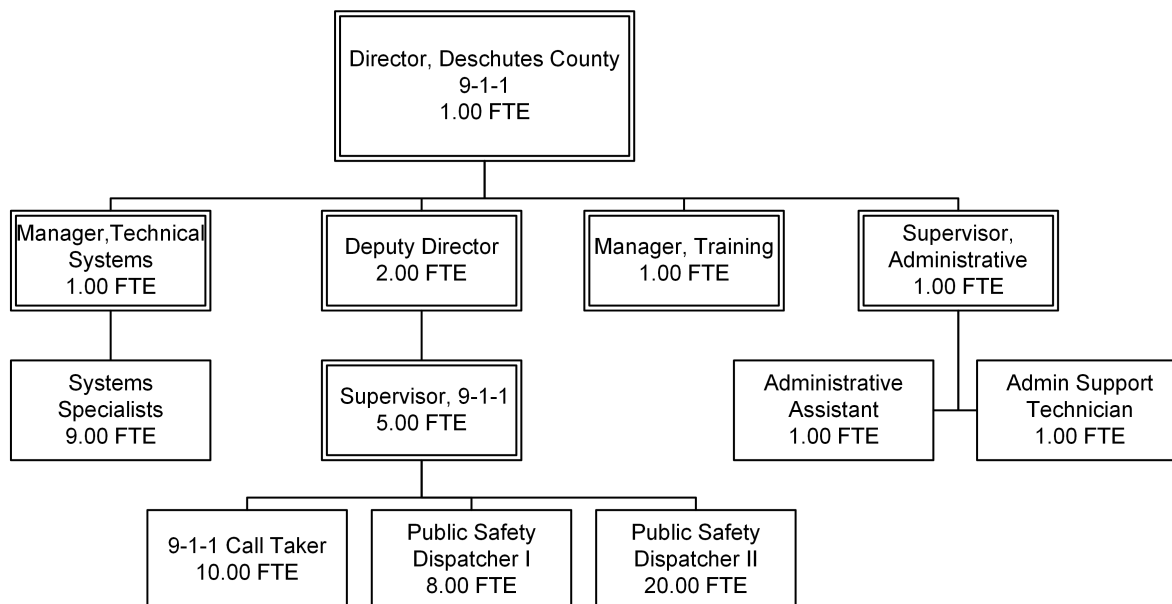 Director, Deschutes County
9-1-1
1.00 FTE
Manager,Technical
Systems
1.00 FTE
Deputy Director
2.00 FTE
Manager, Training
1.00 FTE
Supervisor,
Administrative
1.00 FTE
Systems
Specialists
9.00 FTE
Supervisor, 9-1-1
5.00 FTE
Administrative
Assistant
1.00 FTE
Admin Support
Technician
1.00 FTE
9-1-1 Call Taker
10.00 FTE
Public Safety
Dispatcher I
8.00 FTE
Public Safety
Dispatcher II
20.00 FTE